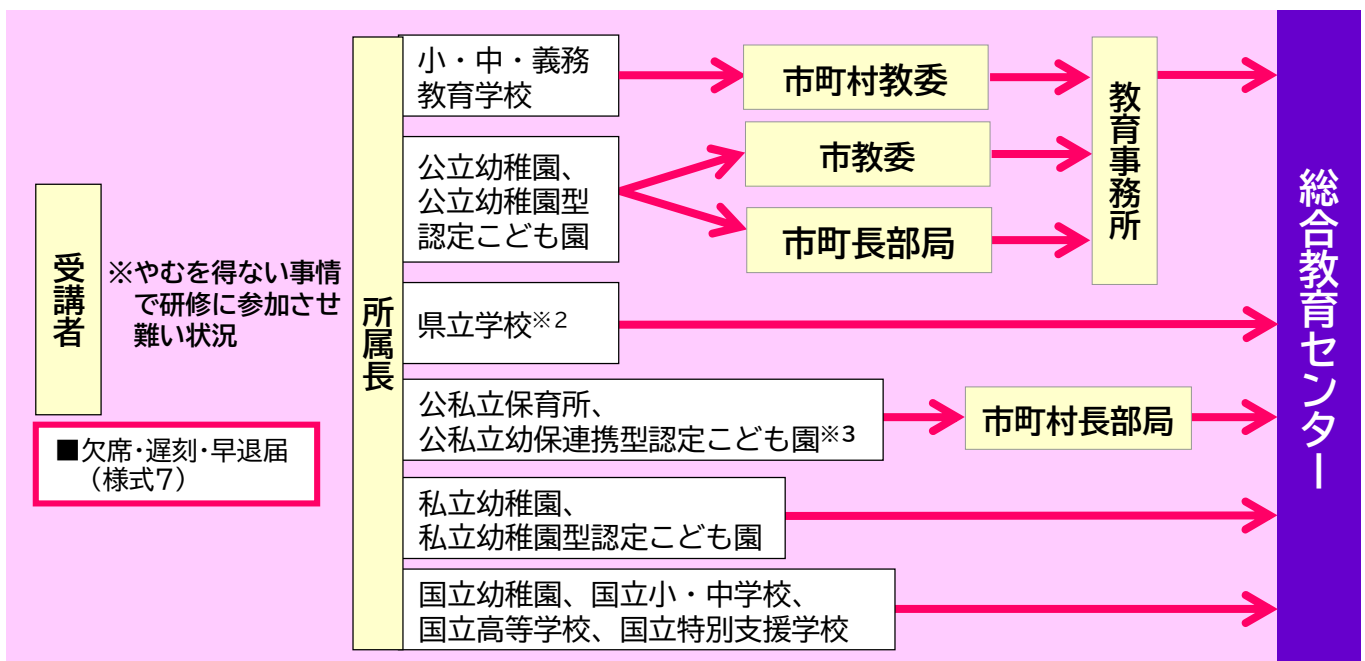 受講者
※やむを得ない事情
で研修に参加させ
難い状況
■欠席・遅刻・早退届
（様式7）
所属長
小・中・義務
教育学校
市町村教委
公立幼稚園、
公立幼稚園型
認定こども園
市教委
市町長部局
教育事務所
県立学校※2
公私立保育所、
公私立幼保連携型認定こども園※3
市町村長部局
私立幼稚園、
私立幼稚園型認定こども園
国立幼稚園、国立小・中学校、
国立高等学校、国立特別支援学校
総合教育センター